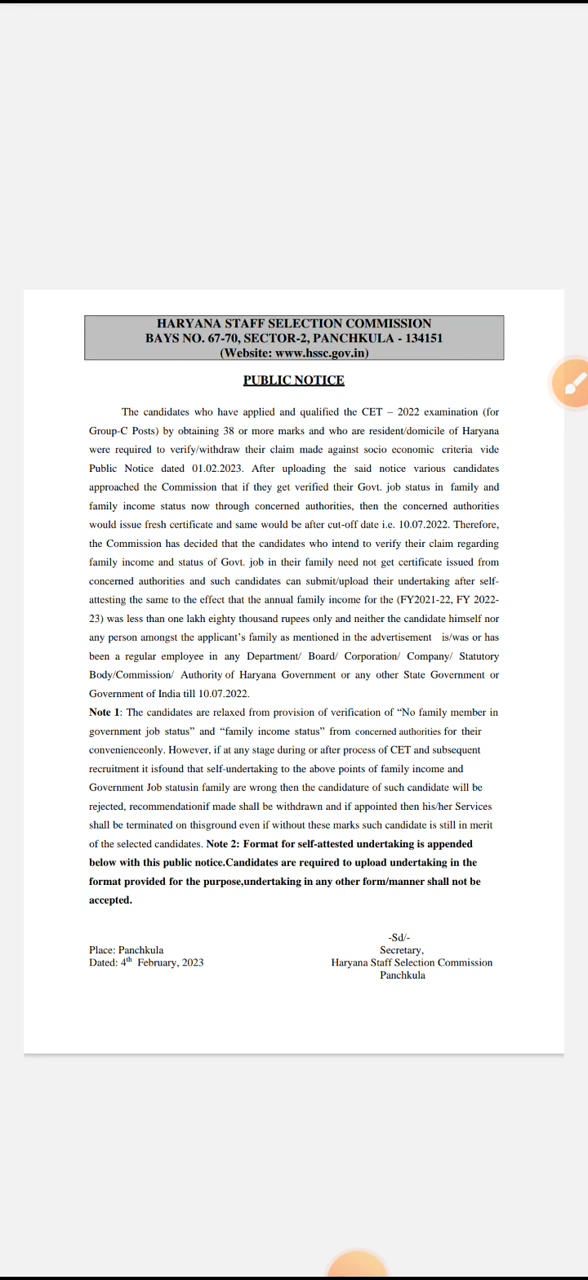 HARYANA STAFF SELECTION COMMISSION
BAYS NO. 67-70, SECTOR-2, PANCHKULA - 134151
(Website: www.hssc.gov.in)
PUBLIC NOTICE
The candidates who have applied and qualified the CET – 2022 examination (for
Group-C Posts) by obtaining 38 or more marks and who are resident/domicile of Haryana
were required to verify/withdraw their claim made against socio economic criteria vide
Public Notice dated 01.02.2023. After uploading the said notice various candidates
approached the Commission that if they get verified their Govt. job status in family and
family income status now through concerned authorities, then the concerned authorities
would issue fresh certificate and same would be after cut-off date i.e. 10.07.2022. Therefore,
the Commission has decided that the candidates who intend to verify their claim regarding
family income and status of Govt. job in their family need not get certificate issued from
concerned authorities and such candidates can submit/upload their undertaking after self-
attesting the same to the effect that the annual family income for the (FY2021-22, FY 2022-
23) was less than one lakh eighty thousand rupees only and neither the candidate himself nor
any person amongst the applicant's family as mentioned in the advertisement is/was or has
been a regular employee in any Department/ Board/ Corporation/ Company/ Statutory
Body/Commission/ Authority of Haryana Government or any other State Government or
Government of India till 10.07.2022.
Note 1: The candidates are relaxed from provision of verification of “No family member in
government job status” and “family income status” from concerned authorities for their
convenienceonly. However, if at any stage during or after process of CET and subsequent
recruitment it isfound that self-undertaking to the above points of family income and
Government Job statusin family are wrong then the candidature of such candidate will be
rejected, recommendationif made shall be withdrawn and if appointed then his/her Services
shall be terminated on thisground even if without these marks such candidate is still in merit
of the selected candidates. Note 2: Format for self-attested undertaking is appended
below with this public notice.Candidates are required to upload undertaking in the
format provided for the purpose,undertaking in any other form/manner shall not be
accepted.
-Sd/-
Place: Panchkula Secretary,
Dated: 4th February, 2023 Haryana Staff Selection Commission
Panchkula